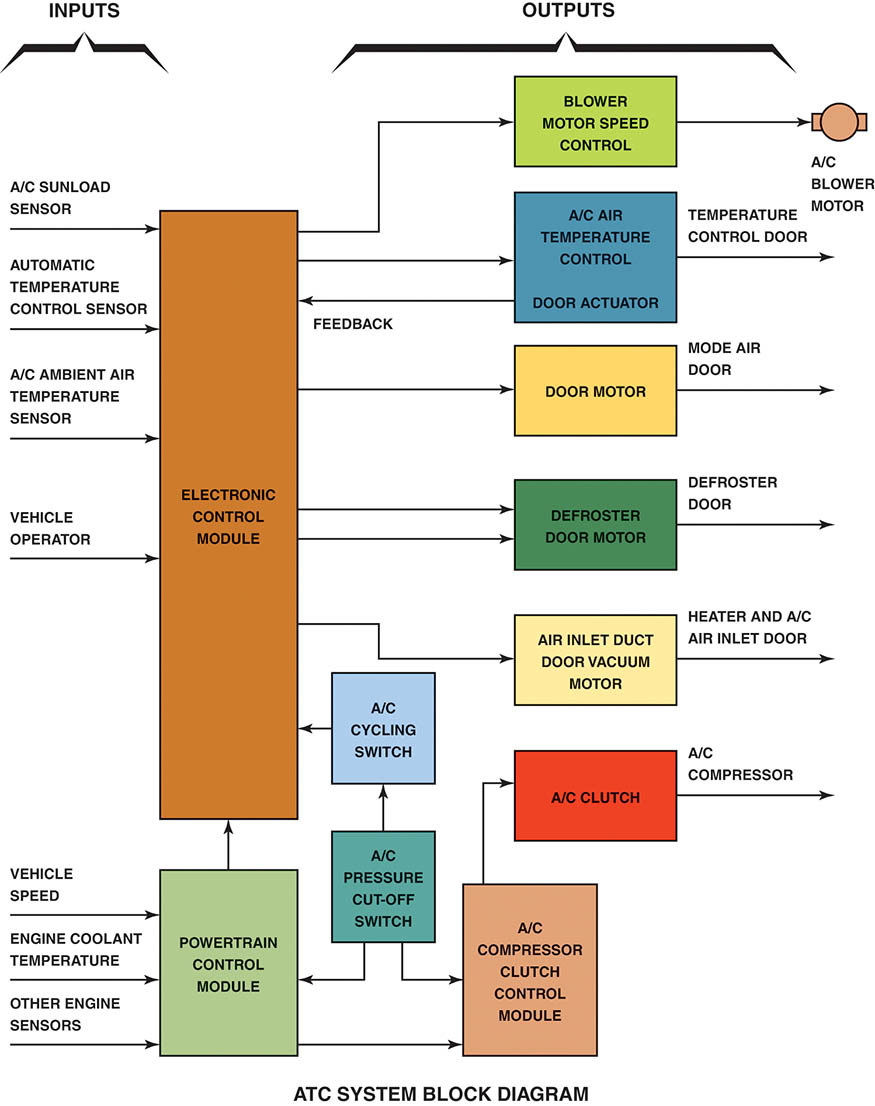 INPUTS
OUTPUTS
BLOWER
MOTOR SPEED
CONTROL
A/C
BLOWER
MOTOR
A/C SUNLOAD
SENSOR
A/C AIR
TEMPERATURE
CONTROL
DOOR ACTUATOR
TEMPERATURE
CONTROL DOOR
AUTOMATIC
TEMPERATURE
CONTROL SENSOR
FEEDBACK
A/C AMBIENT AIR
TEMPERATURE
SENSOR
DOOR MOTOR
MODE AIR
DOOR
ELECTRONIC
CONTROL
MODULE
VEHICLE
OPERATOR
DEFROSTER
DOOR MOTOR
DEFROSTER
DOOR
AIR INLET DUCT
DOOR VACUUM
MOTOR
HEATER AND A/C
AIR INLET DOOR
A/C
CYCLING
SWITCH
A/C CLUTCH
A/C
COMPRESSOR
A/C
PRESSURE
CUT-OFF
SWITCH
VEHICLE
SPEED
ENGINE COOLANT
TEMPERATURE
OTHER ENGINE
SENSORS
POWERTRAIN
CONTROL
MODULE
A/C
COMPRESSOR
CLUTCH
CONTROL
MODULE
ATC SYSTEM BLOCK DIAGRAM